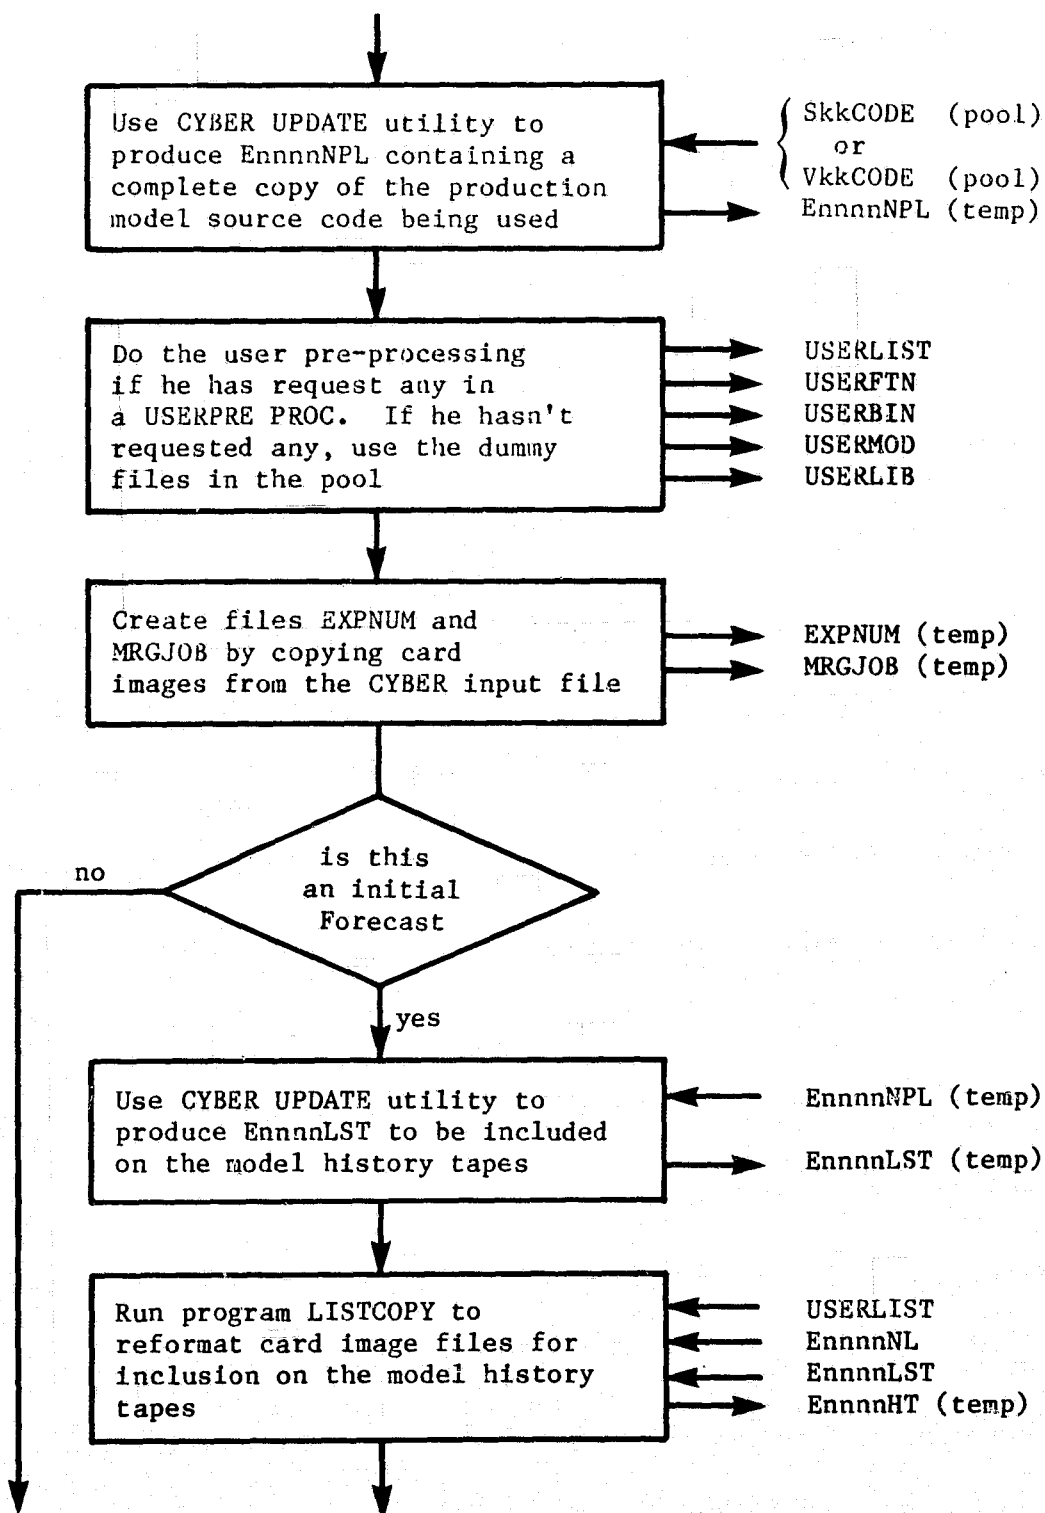 Use CYBER UPDATE utility to
produce EnnnnNPL containing a
complete copy of the production
model source code being used
SkkCODE (pool)
or
VkkCODE (pool)
EnnnnNPL (temp)
Do the user pre-processing
if he has request any in
a USERPRE PROC. If he hasn't
requested any, use the dummy
files in the pool
USERLIST
USERFTN
USERBIN
USERMOD
USERLIB
Create files EXPNUM and
MRGJOB by copying card
images from the CYBER input file
EXPNUM (temp)
MRGJOB (temp)
is this
an initial
Forecast
no
yes
Use CYBER UPDATE utility to
produce EnnnnLST to be included
on the model history tapes
EnnnnNPL (temp)
EnnnnLST (temp)
Run program LISTCOPY to
reformat card image files for
inclusion on the model history
tapes
USERLIST
EnnnnNL
EnnnnLST
EnnnnHT (temp)